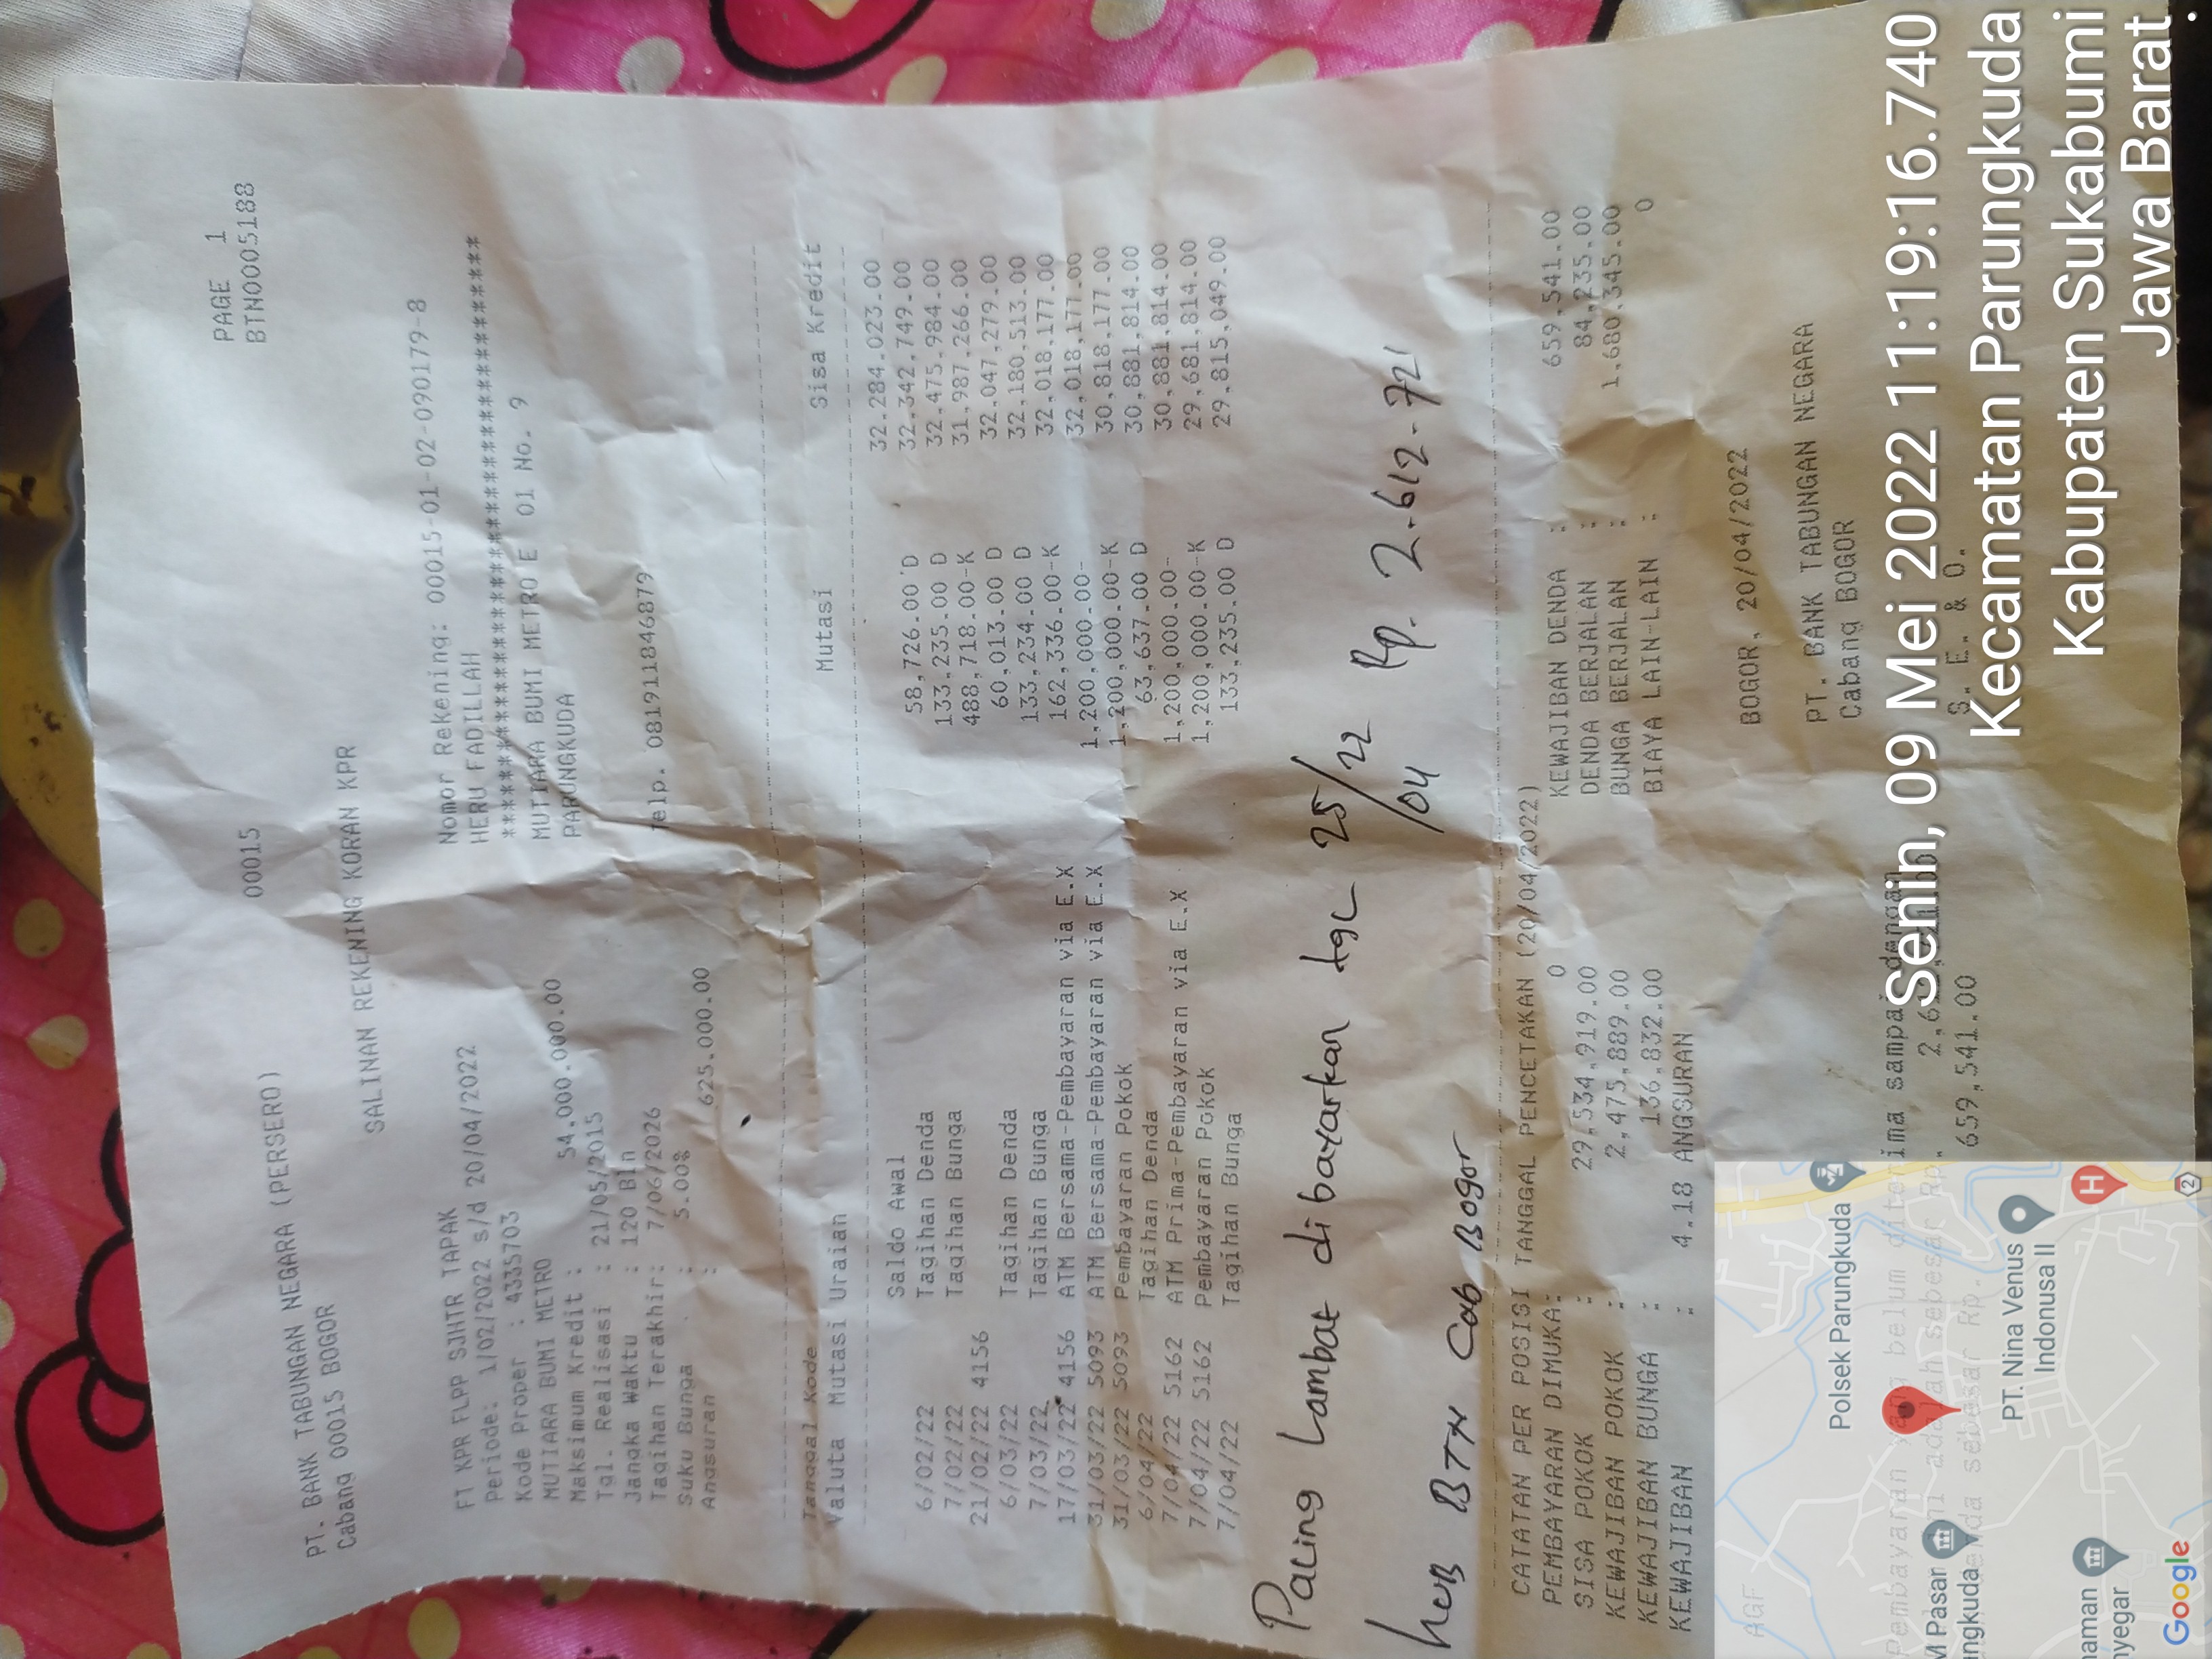 PAGE 1
00015 BTN0005188
PT. BANK TABUNGAN NEGARA (PERSERO)
Cabang 00015 BOGOR
SALINAN REKENING KORAN KPR
FT KPR FLPP SJHTR TAPAK Nomor Rekening: 00015-01-02-090179-8
Periode: 1/02/2022 s/d 20/04/2022 HERU FADILLAH
Kode Proper : 4335703 **************************************
MUTIARA BUMI METRO MUTIARA BUMI METRO E 01 No. 9
Maksimum Kredit : 54,000,000.00 PARUNGKUDA
Tgl. Realisasi : 21/05/2015
Jangka Waktu : 120 Bln
Tagihan Terakhir: 7/06/2026 Telp. 081911846879
Suku Bunga : 5.00%
Angsuran : 625,000.00
Tanggal Kode
Valuta Mutasi Uraian Mutasi Sisa Kredit
Saldo Awal 32,284,023.00
6/02/22 Tagihan Denda 58,726.00 D 32,342,749.00
7/02/22 Tagihan Bunga 133,235.00 D 32,475,984.00
21/02/22 4156 488,718.00-K 31,987,266.00
6/03/22 Tagihan Denda 60,013.00 D 32,047,279.00
7/03/22 Tagihan Bunga 133,234.00 D 32,180,513.00
17/03/22 4156 ATM Bersama-Pembayaran via E.X 162,336.00-K 32,018,177.00
31/03/22 5093 ATM Bersama-Pembayaran via E.X 1,200,000.00- 32,018,177.00
31/03/22 5093 Pembayaran Pokok 1,200,000.00-K 30,818,177.00
6/04/22 Tagihan Denda 63,637.00 D 30,881,814.00
7/04/22 5162 ATM Prima-Pembayaran via E.X 1,200,000.00- 30,881,814.00
7/04/22 5162 Pembayaran Pokok 1,200,000.00-K 29,681,814.00
7/04/22 Tagihan Bunga 133,235.00 D 29,815,049.00
Paling Lambat dibayarkan tgl 25/04 22 Rp. 2.612.721
BTN Cab Bogor
CATATAN PER POSISI TANGGAL PENCETAKAN (20/04/2022)
PEMBAYARAN DIMUKA: 0 KEWAJIBAN DENDA : 659,541.00
SISA POKOK : 29,534,919.00 DENDA BERJALAN : 84,235.00
KEWAJIBAN POKOK : 2,475,889.00 BUNGA BERJALAN : 1,680,345.00
KEWAJIBAN BUNGA : 136,832.00 BIAYA LAIN-LAIN : 0
KEWAJIBAN : 4.18 ANGSURAN
BOGOR, 20/04/2022
PT. BANK TABUNGAN NEGARA
Cabang BOGOR
Pembayaran yang belum diterima sampai dengan
S. E. & O.
659,541.00
Senin, 09 Mei 2022 11:19:16.740
Kecamatan Parungkuda
Kabupaten Sukabumi
Jawa Barat
Polsek Parungkuda
PT. Nina Venus
Indonusa II
M Pasar
ngkuda
aman
nyegar
AGF
H
2
Google